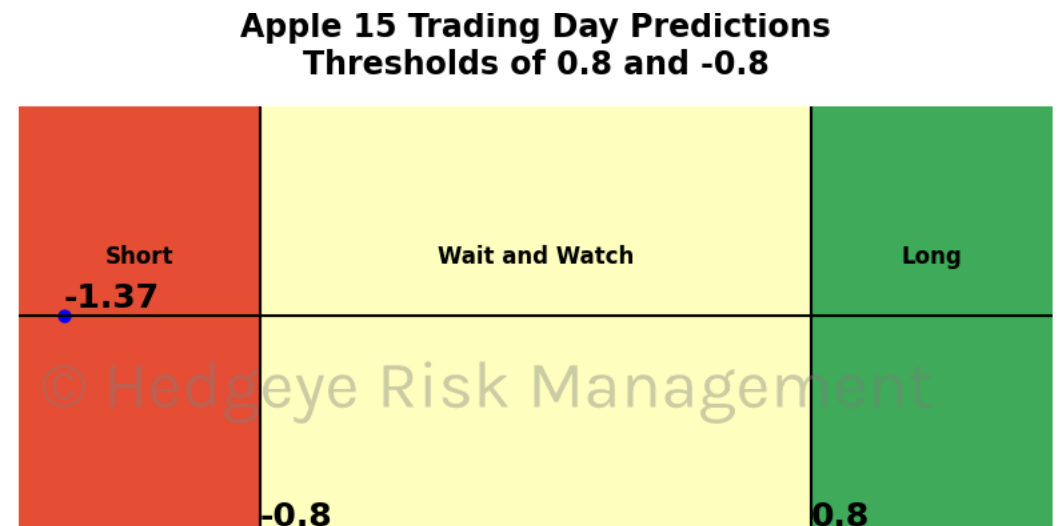 Apple 15 Trading Day Predictions
Thresholds of 0.8 and -0.8
Short
Wait and Watch
Long
-1.37
© Hedgeye Risk Management
-0.8
0.8